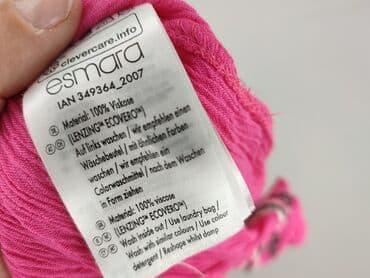 clevercare.info
esmara
IAN 349364_2007
Material: 100% Viskose
(LENZING™ ECOVERO™)
Auf links waschen / wir empfehlen einen
Wäschebeutel / mit ähnlichen Farben
waschen / wir empfehlen ein
Colorwaschmittel / nach dem Waschen
in Form ziehen
Material: 100% viscose
(LENZING™ ECOVERO™)
Wash inside out / Use laundry bag /
Wash with similar colours / Use colour
detergent / Reshape whilst damp